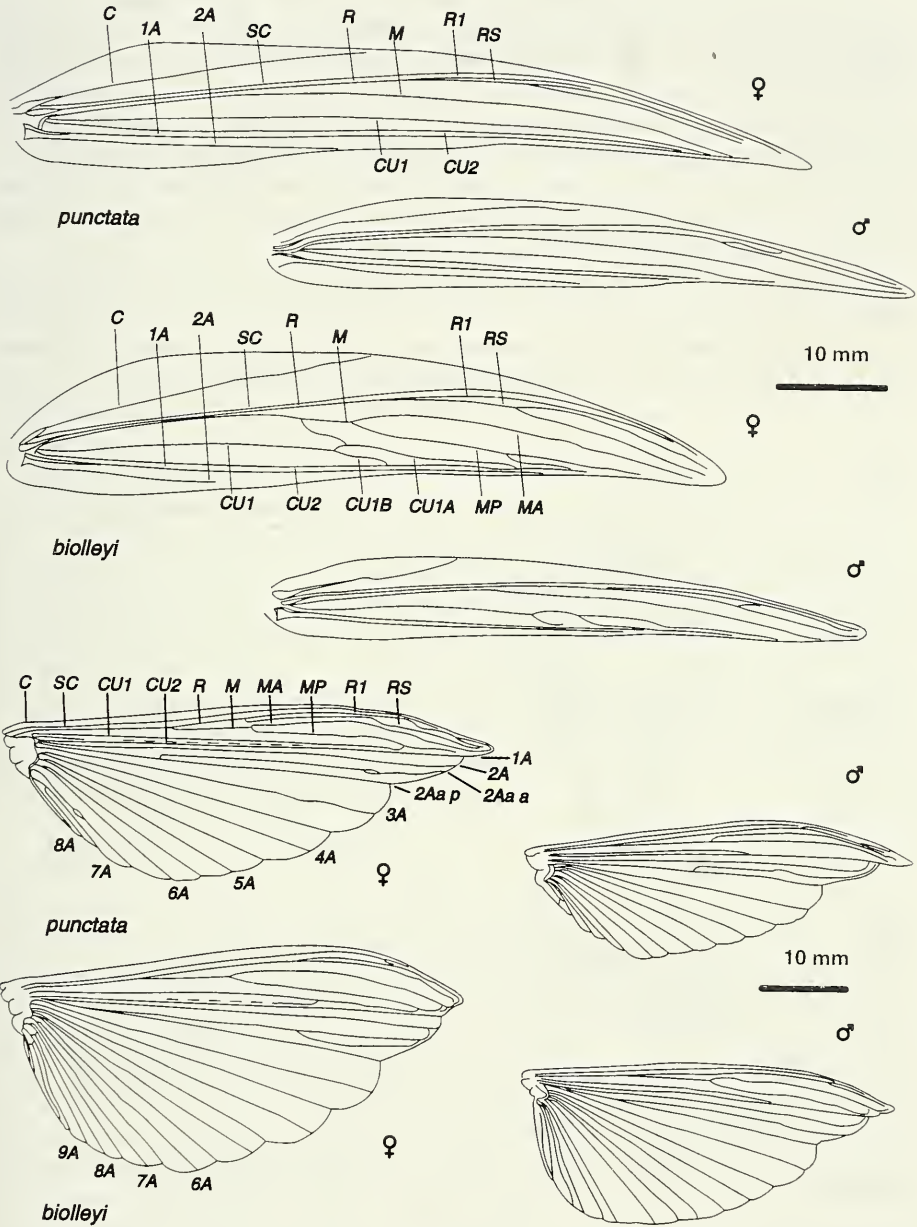 C 1A 2A SC R M R1 RS
♀
CU1 CU2
punctata
♂
C 1A 2A SC R M R1 RS
10 mm
♀
CU1 CU2 CU1B CU1A MP MA
biolleyi
♂
C SC CU1 CU2 R M MA MP R1 RS
1A
2A
2Aa a
2Aa p
3A
♂
8A
7A
6A
5A
4A
♀
punctata
10 mm
♂
9A
8A
7A
6A
♀
biolleyi